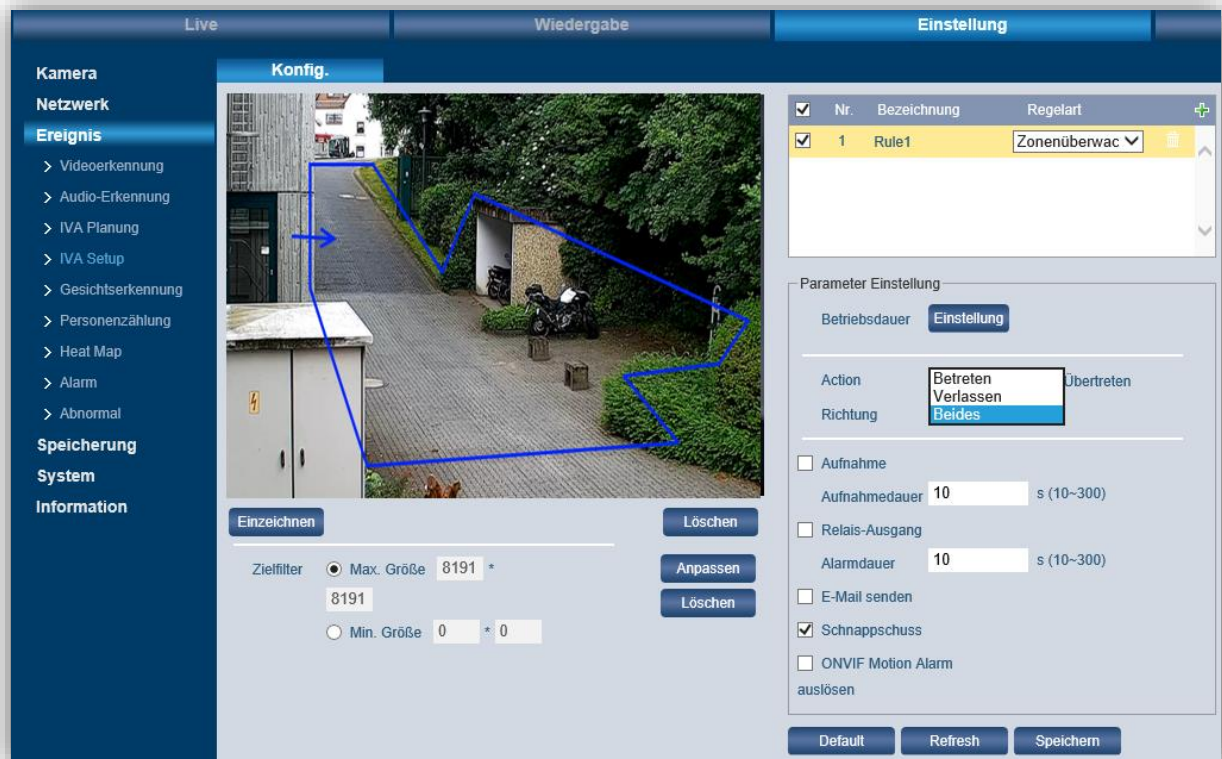 Live
Wiedergabe
Einstellung
Kamera
Netzwerk
Ereignis
Videoerkennung
Audio-Erkennung
IVA Planung
IVA Setup
Gesichtserkennung
Personenzählung
Heat Map
Alarm
Abnormal
Speicherung
System
Information
Konfig.
Einzeichnen
Löschen
Zielfilter
Max. Größe 8191 *
8191
Anpassen
Löschen
Min. Größe 0 * 0
Nr. Bezeichnung Regelart
1 Rule1 Zonenüberwac
Parameter Einstellung
Betriebsdauer Einstellung
Action
Übertreten
Richtung
Betreten
Verlassen
Beides
Aufnahme
Aufnahmedauer 10 s (10~300)
Relais-Ausgang
Alarmdauer 10 s (10~300)
E-Mail senden
Schnappschuss
ONVIF Motion Alarm
auslösen
Default
Refresh
Speichern